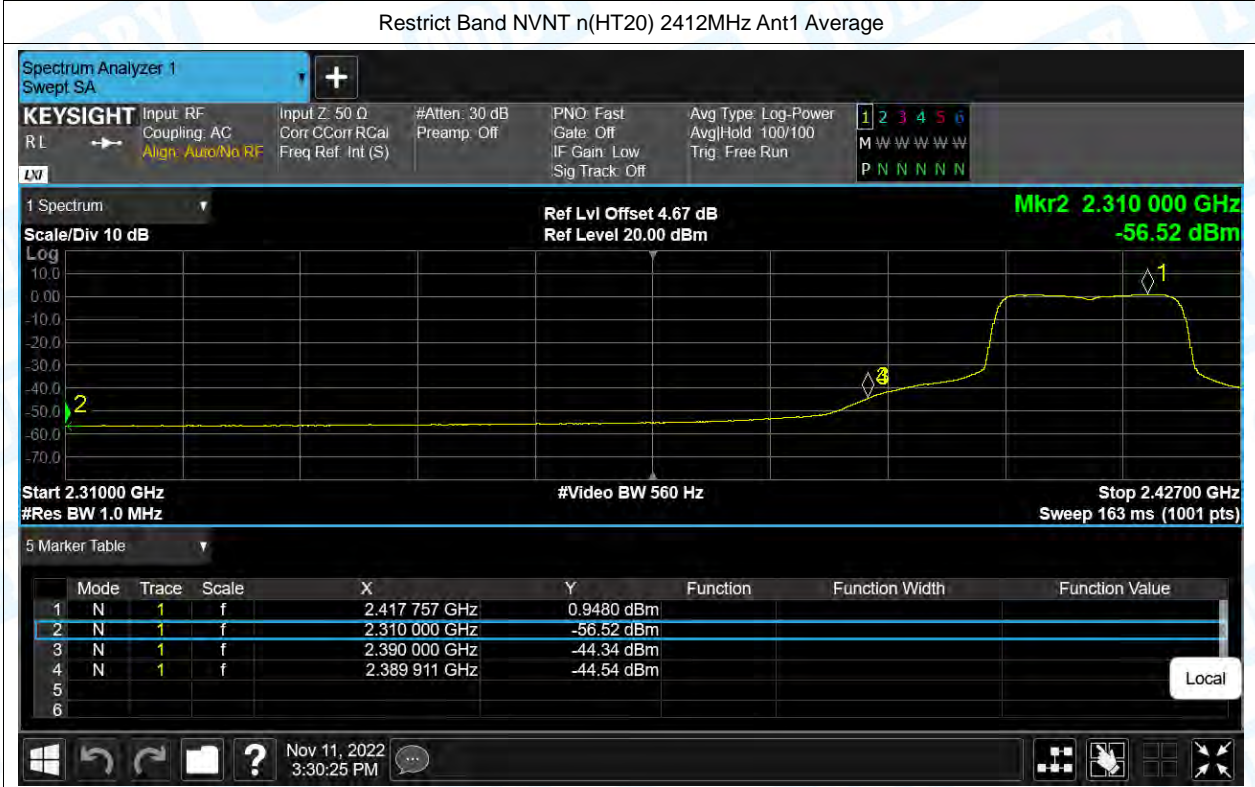 Restrict Band NVNT n(HT20) 2412MHz Ant1 Average
Spectrum Analyzer 1
Swept SA
+
KEYSIGHT
RL
LXI
Input: RF
Coupling: AC
Align: Auto/No RF
Input Z: 50 Ω
Corr CCorr RCal
Freq Ref: Int (S)
#Atten: 30 dB
Preamp: Off
PNO: Fast
Gate: Off
IF Gain: Low
Sig Track: Off
Avg Type: Log-Power
Avg|Hold: 100/100
Trig: Free Run
1 2 3 4 5 6
M W W W W W
P N N N N N
1 Spectrum
Scale/Div 10 dB
Ref Lvl Offset 4.67 dB
Ref Level 20.00 dBm
Mkr2 2.310 000 GHz
-56.52 dBm
Log
10.0
0.00
-10.0
-20.0
-30.0
-40.0
-50.0
-60.0
-70.0
1
2
Start 2.31000 GHz
#Res BW 1.0 MHz
#Video BW 560 Hz
Stop 2.42700 GHz
Sweep 163 ms (1001 pts)
5 Marker Table
Mode Trace Scale X Y Function Function Width Function Value
1 N 1 f 2.417 757 GHz 0.9480 dBm
2 N 1 f 2.310 000 GHz -56.52 dBm
3 N 1 f 2.390 000 GHz -44.34 dBm
4 N 1 f 2.389 911 GHz -44.54 dBm
5
6
Local
?
Nov 11, 2022
3:30:25 PM